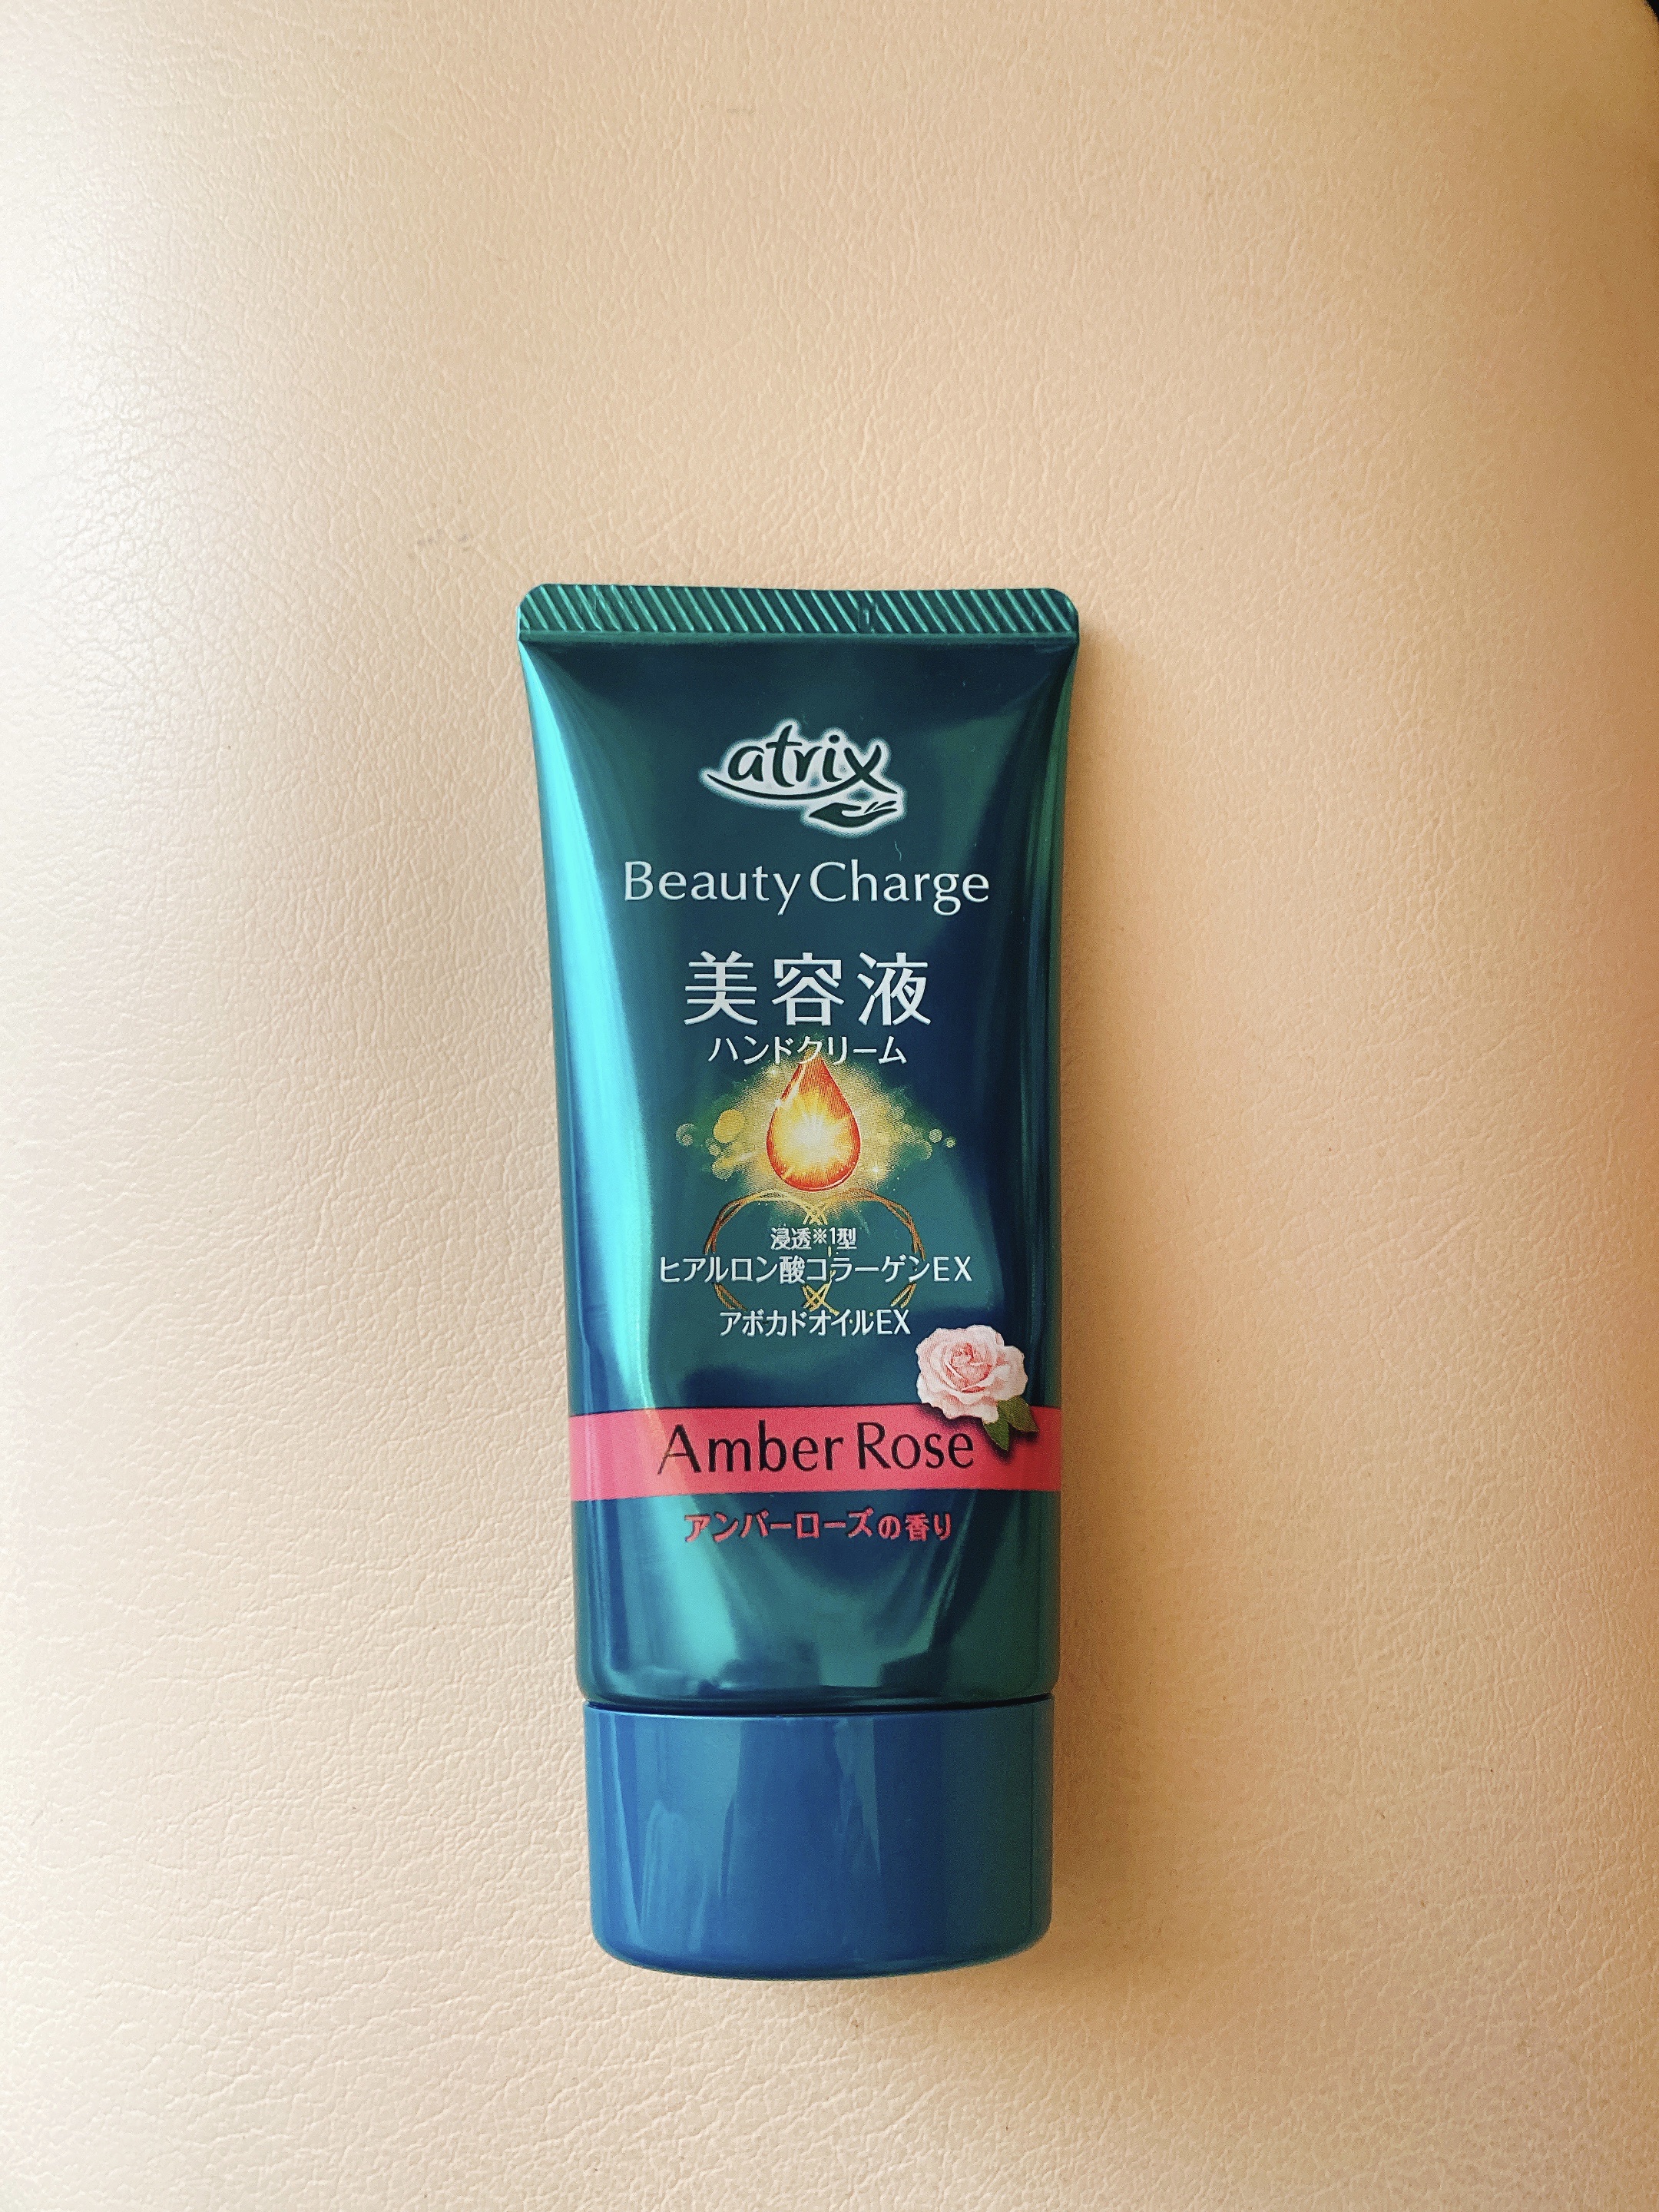 atrix
Beauty Charge
美容液
ハンドクリーム
浸透※1型
ヒアルロン酸コラーゲンEX
アボカドオイルEX
Amber Rose
アンバーローズの香り